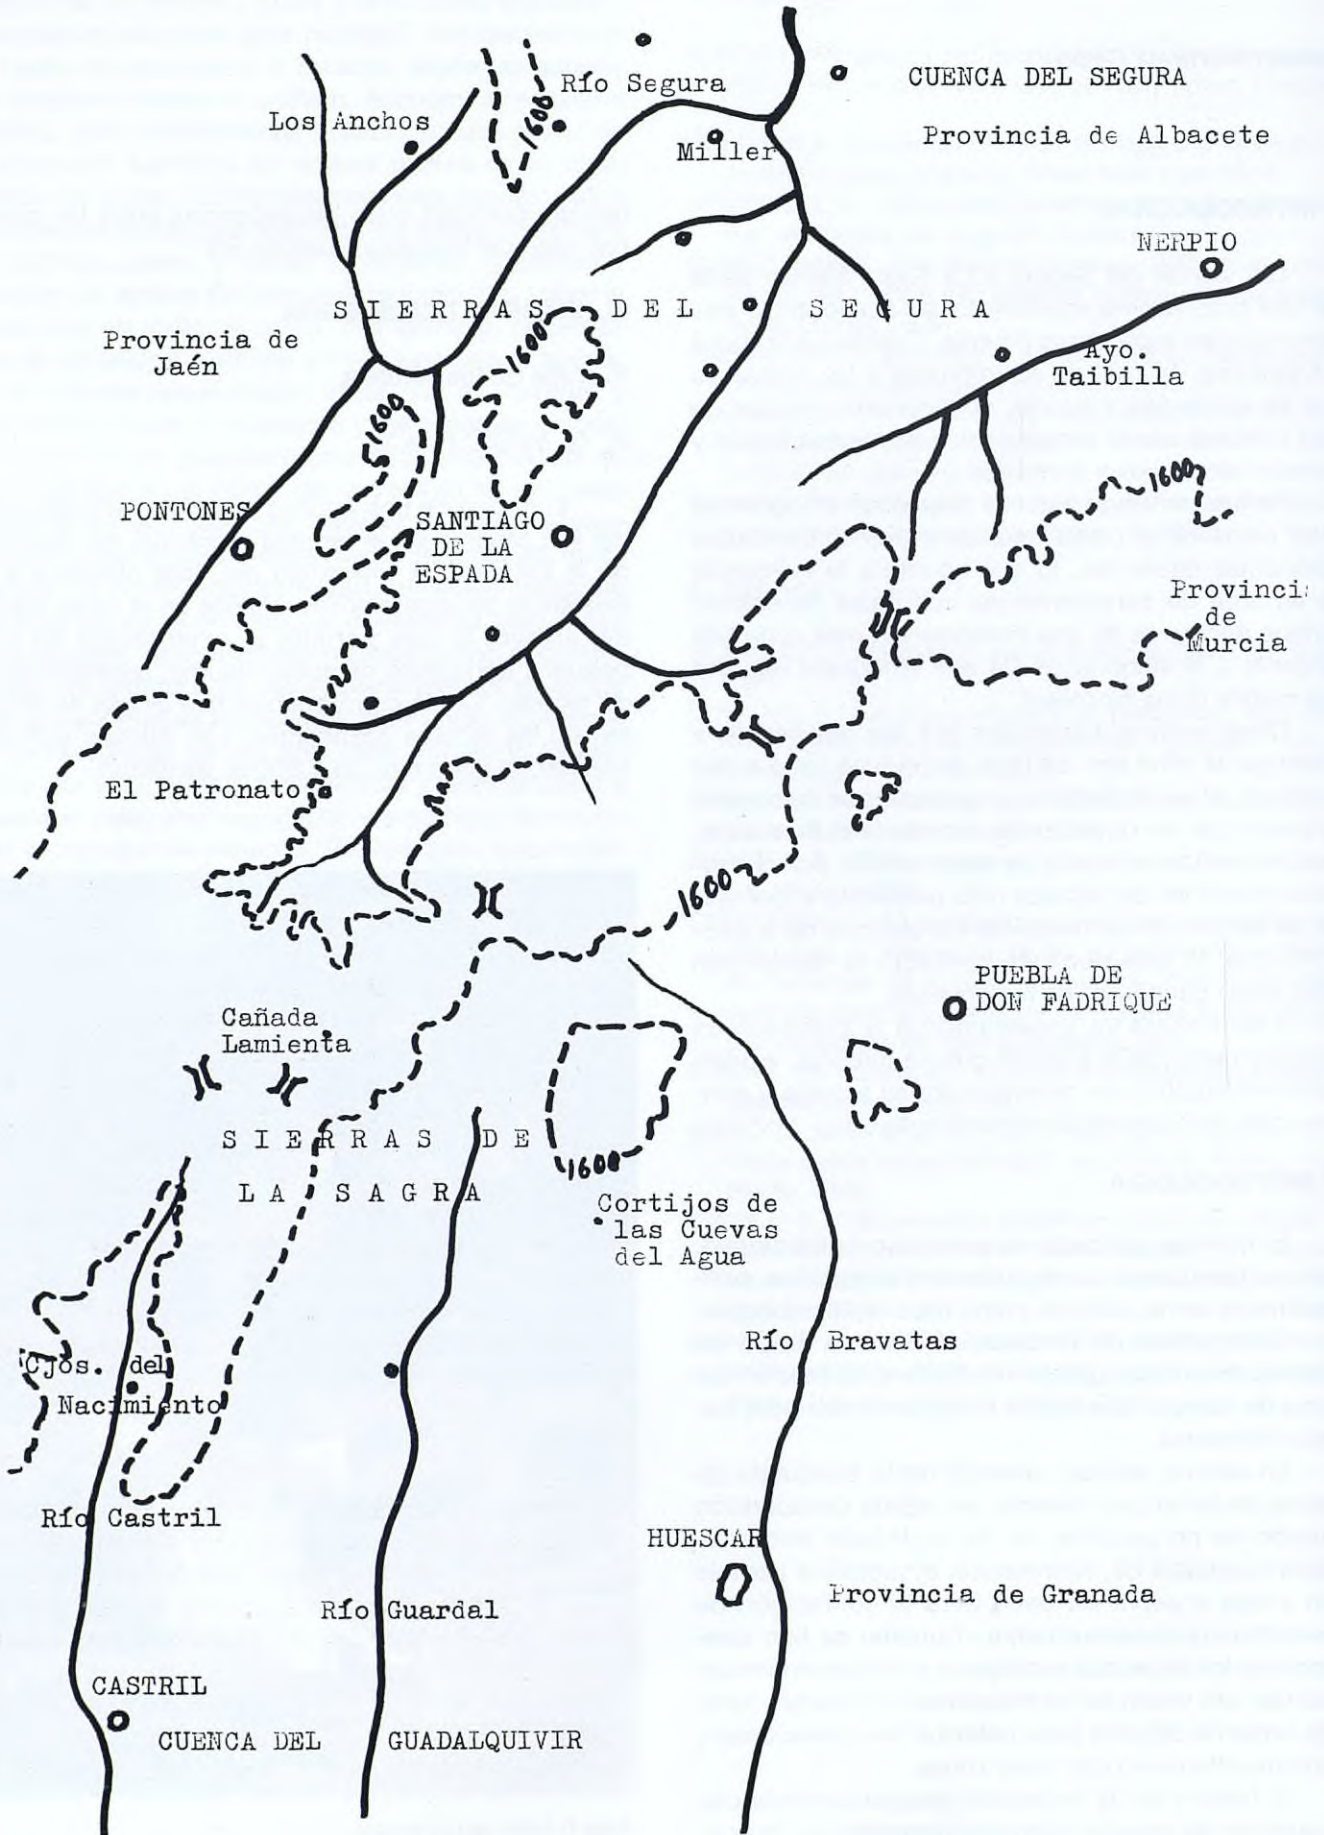 Río Segura
CUENCA DEL SEGURA
1600
Los Anchos
Miller
Provincia de Albacete
NERPIO
SIERRAS DEL SEGURA
Provincia de
Jaén
1600
Ayo.
Taibilla
1600
1600
PONTONES
SANTIAGO
DE LA
ESPADA
Provinci
de
Murcia
El Patronato
1600
PUEBLA DE
DON FADRIQUE
Cañada
Lamienta
SIERRAS DE
LA SAGRA
1600
Cortijos de
las Cuevas
del Agua
Río Bravatas
Cjos. del
Nacimiento
Río Castril
HUESCAR
Provincia de Granada
Río Guardal
CASTRIL
CUENCA DEL GUADALQUIVIR